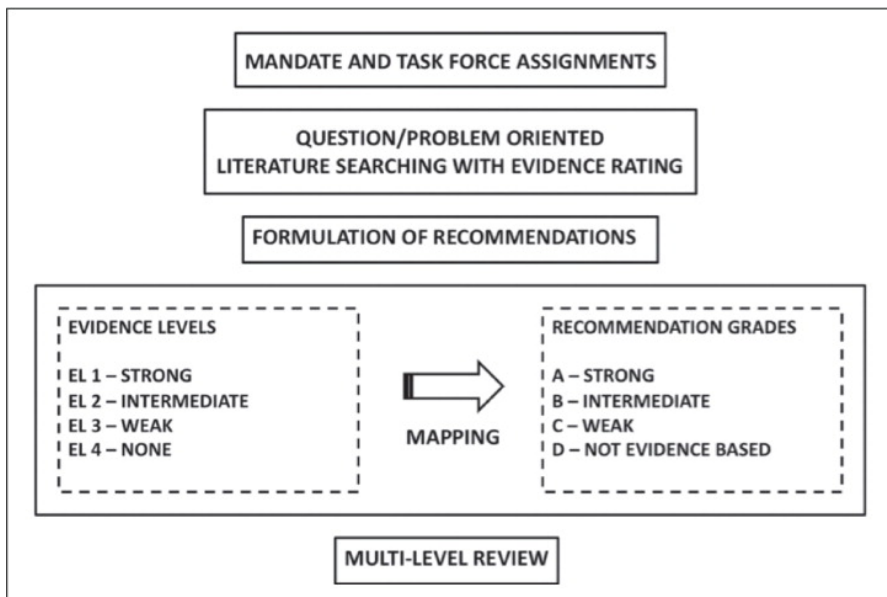 MANDATE AND TASK FORCE ASSIGNMENTS
QUESTION/PROBLEM ORIENTED
LITERATURE SEARCHING WITH EVIDENCE RATING
FORMULATION OF RECOMMENDATIONS
EVIDENCE LEVELS
EL 1 – STRONG
EL 2 – INTERMEDIATE
EL 3 – WEAK
EL 4 – NONE
MAPPING
RECOMMENDATION GRADES
A – STRONG
B – INTERMEDIATE
C – WEAK
D – NOT EVIDENCE BASED
MULTI-LEVEL REVIEW